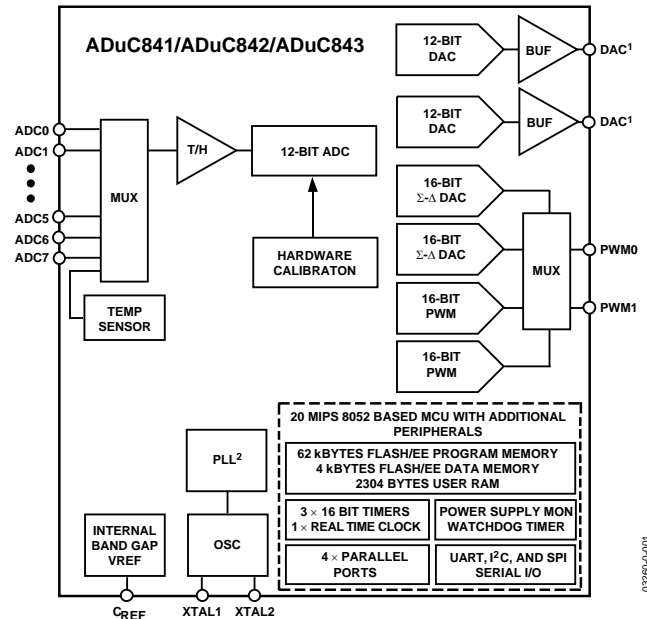 ADuC841/ADuC842/ADuC843
12-BIT
DAC
BUF
DAC1
12-BIT
DAC
BUF
DAC1
ADC0
ADC1
ADC5
ADC6
ADC7
MUX
T/H
12-BIT ADC
HARDWARE
CALIBRATON
TEMP
SENSOR
16-BIT
Σ-Δ DAC
16-BIT
Σ-Δ DAC
16-BIT
PWM
16-BIT
PWM
MUX
PWM0
PWM1
20 MIPS 8052 BASED MCU WITH ADDITIONAL
PERIPHERALS
62 kBYTES FLASH/EE PROGRAM MEMORY
4 kBYTES FLASH/EE DATA MEMORY
2304 BYTES USER RAM
3 × 16 BIT TIMERS
1 × REAL TIME CLOCK
POWER SUPPLY MON
WATCHDOG TIMER
4 × PARALLEL
PORTS
UART, I2C, AND SPI
SERIAL I/O
PLL2
INTERNAL
BAND GAP
VREF
OSC
CREF
XTAL1
XTAL2
03260-0-001